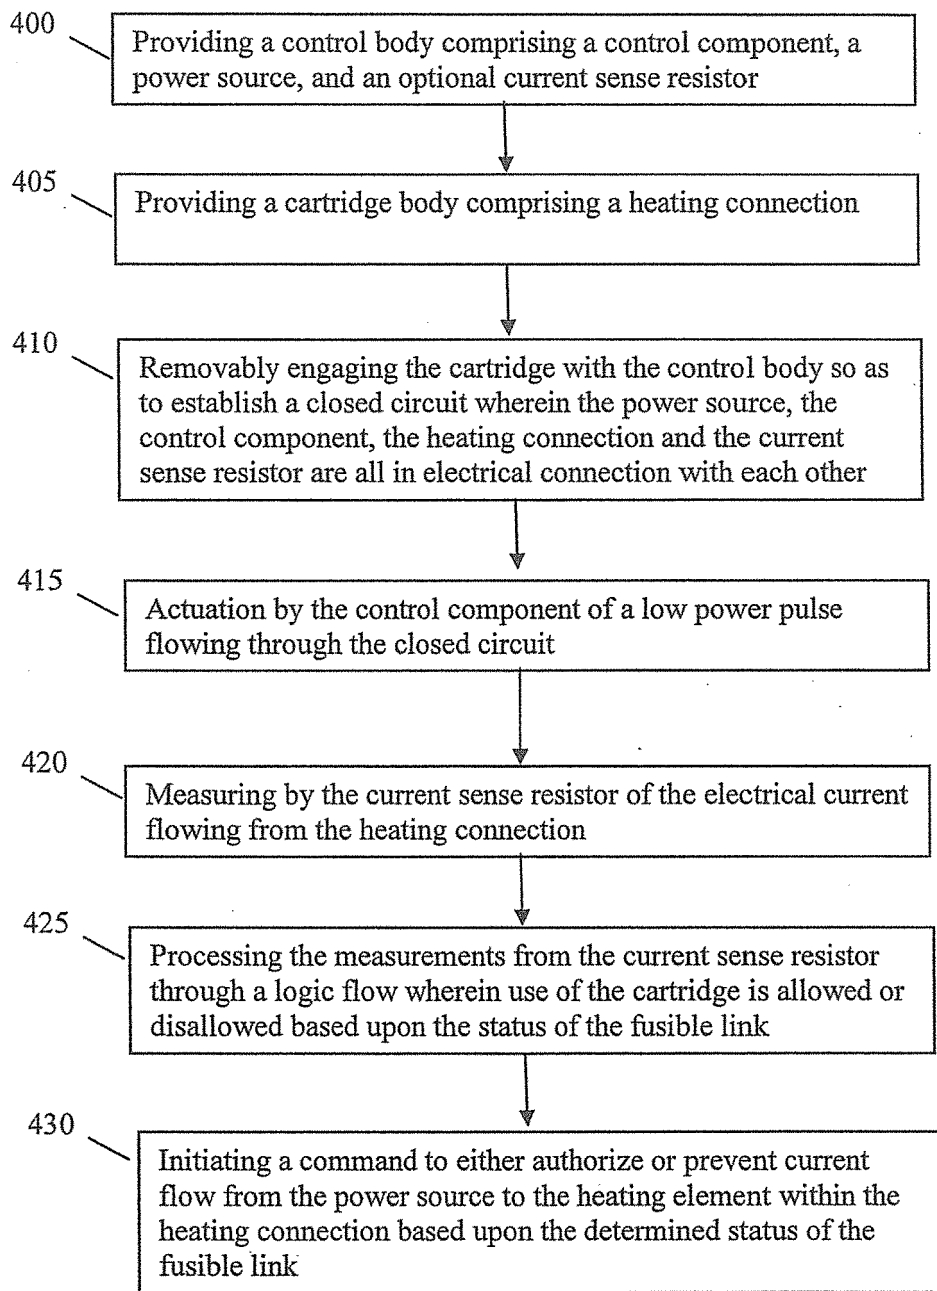 400
Providing a control body comprising a control component, a
power source, and an optional current sense resistor
405
Providing a cartridge body comprising a heating connection
410
Removably engaging the cartridge with the control body so as
to establish a closed circuit wherein the power source, the
control component, the heating connection and the current
sense resistor are all in electrical connection with each other
415
Actuation by the control component of a low power pulse
flowing through the closed circuit
420
Measuring by the current sense resistor of the electrical current
flowing from the heating connection
425
Processing the measurements from the current sense resistor
through a logic flow wherein use of the cartridge is allowed or
disallowed based upon the status of the fusible link
430
Initiating a command to either authorize or prevent current
flow from the power source to the heating element within the
heating connection based upon the determined status of the
fusible link